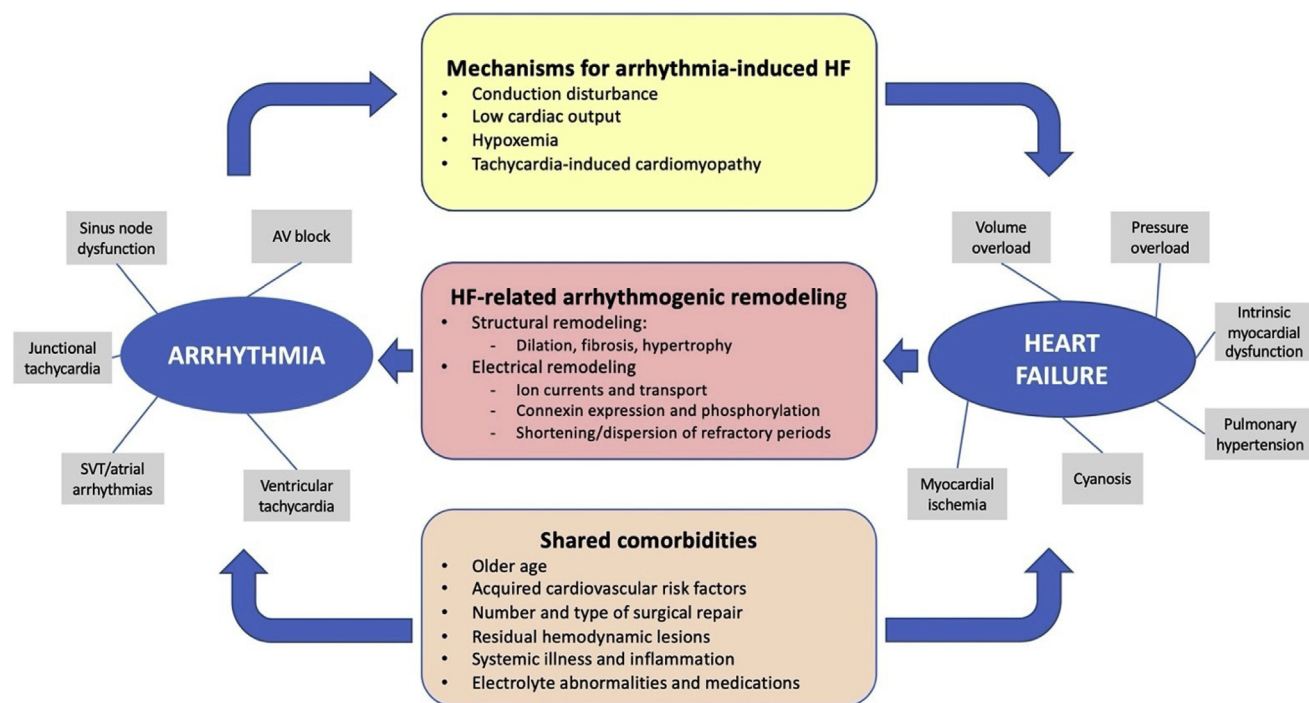 Mechanisms for arrhythmia-induced HF
• Conduction disturbance
• Low cardiac output
• Hypoxemia
• Tachycardia-induced cardiomyopathy
Sinus node
dysfunction
AV block
Junctional
tachycardia
ARRHYTHMIA
SVT/atrial
arrhythmias
Ventricular
tachycardia
HF-related arrhythmogenic remodeling
• Structural remodeling:
- Dilation, fibrosis, hypertrophy
• Electrical remodeling
- Ion currents and transport
- Connexin expression and phosphorylation
- Shortening/dispersion of refractory periods
Volume
overload
Pressure
overload
Intrinsic
myocardial
dysfunction
HEART
FAILURE
Pulmonary
hypertension
Cyanosis
Myocardial
ischemia
Shared comorbidities
• Older age
• Acquired cardiovascular risk factors
• Number and type of surgical repair
• Residual hemodynamic lesions
• Systemic illness and inflammation
• Electrolyte abnormalities and medications